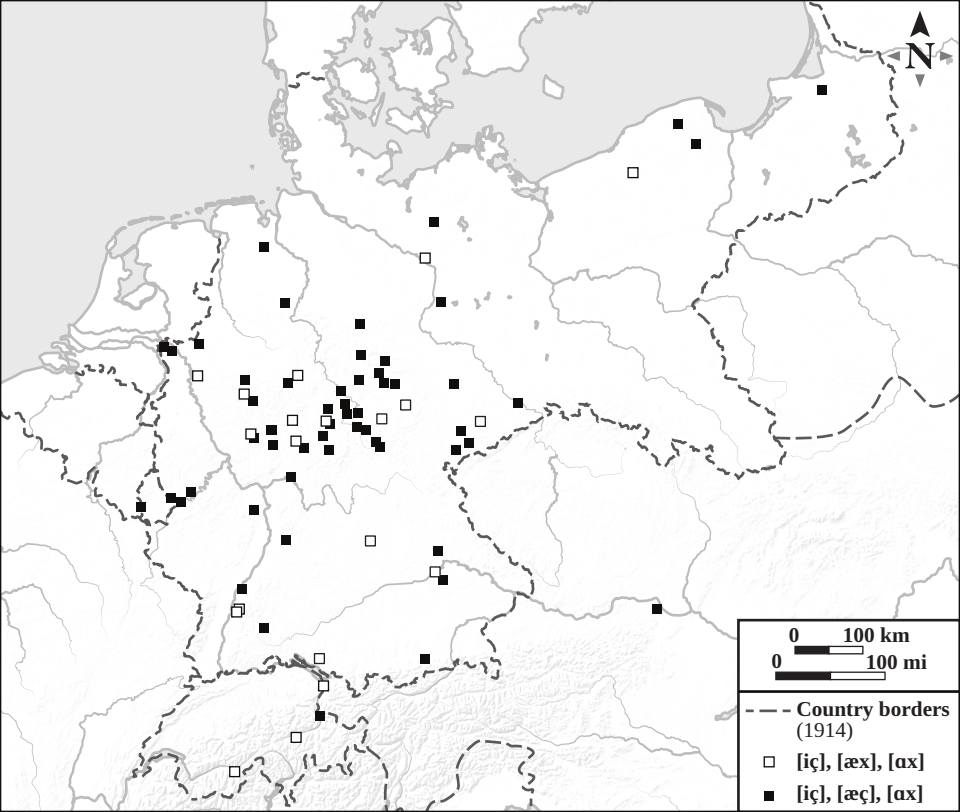 N
0 100 km
0 100 mi
Country borders
(1914)
[iç], [æx], [ɑx]
[iç], [æç], [ɑx]